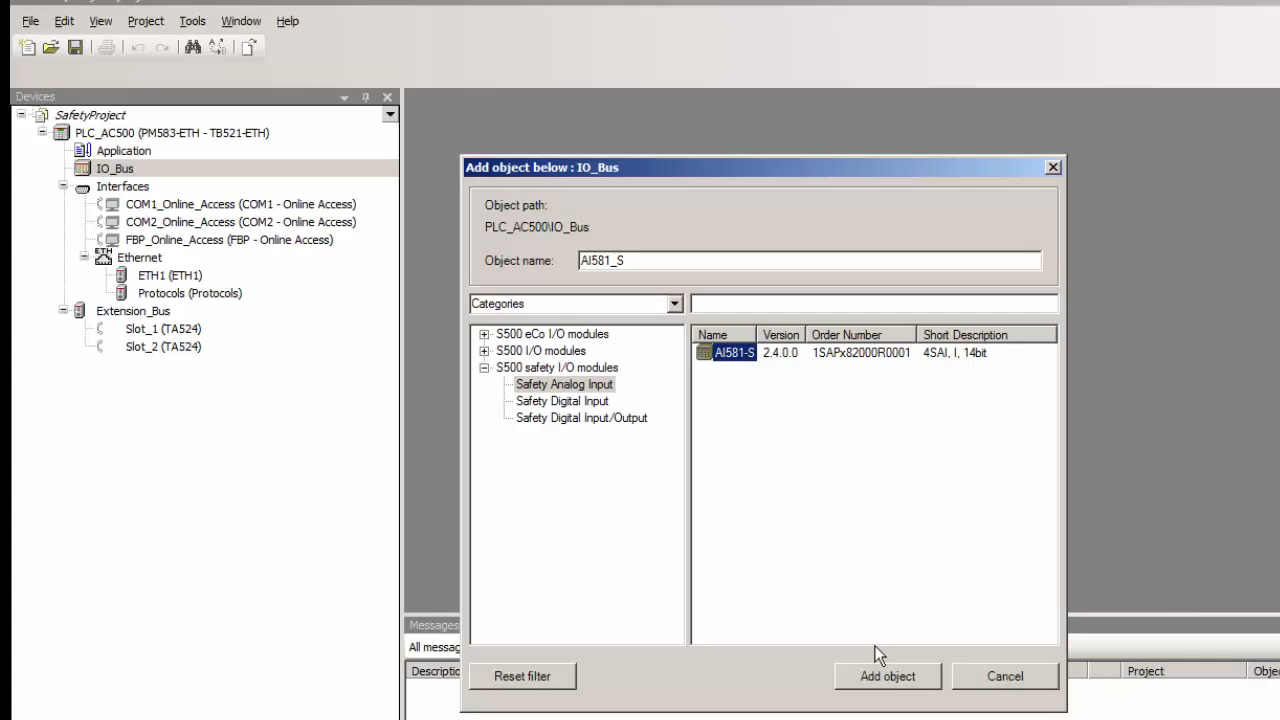 File Edit View Project Tools Window Help
Devices
SafetyProject
PLC_AC500 (PM583-ETH - TB521-ETH)
Application
IO_Bus
Interfaces
COM1_Online_Access (COM1 - Online Access)
COM2_Online_Access (COM2 - Online Access)
FBP_Online_Access (FBP - Online Access)
ETH
Ethernet
ETH1 (ETH1)
Protocols (Protocols)
Extension_Bus
Slot_1 (TA524)
Slot_2 (TA524)
Add object below : IO_Bus
Object path:
PLC_AC500\IO_Bus
Object name: AI581_S
Categories
S500 eCo I/O modules
S500 I/O modules
S500 safety I/O modules
Safety Analog Input
Safety Digital Input
Safety Digital Input/Output
Name Version Order Number Short Description
AI581-S 2.4.0.0 1SAPx82000R0001 4SAI, I, 14bit
Reset filter Add object Cancel
Messages
All messag
Descriptio Project Objec